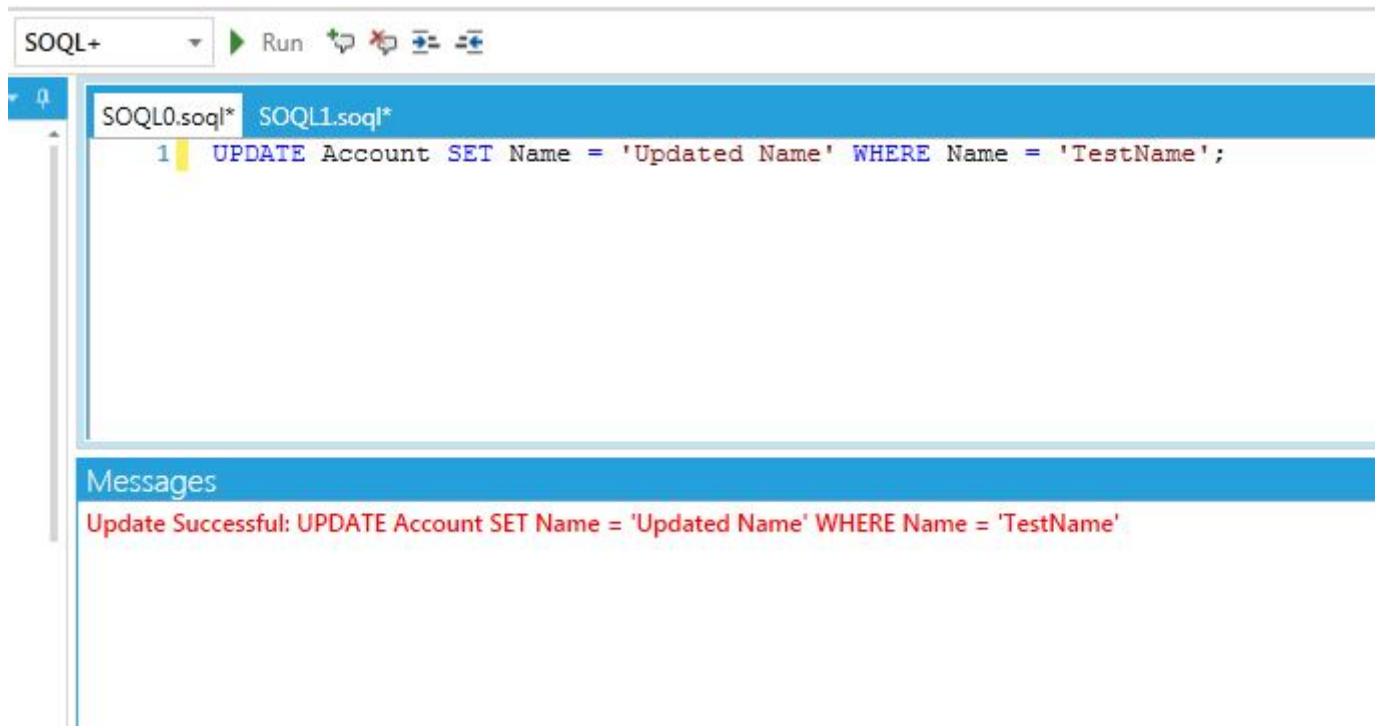 SOQL+ Run
SOQL0.soql* SOQL1.soql*
1 UPDATE Account SET Name = 'Updated Name' WHERE Name = 'TestName';
Messages
Update Successful: UPDATE Account SET Name = 'Updated Name' WHERE Name = 'TestName'